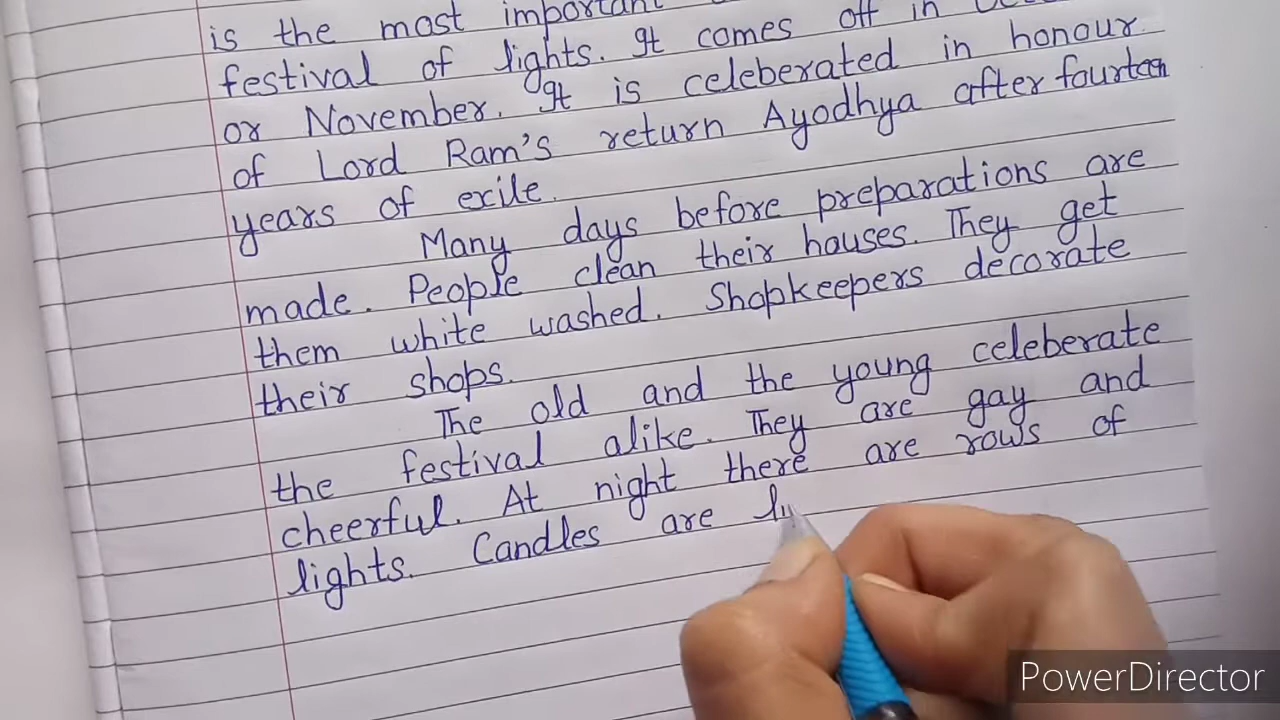 is the most important
festival of lights. It comes off in
or November. It is celeberated in honour
of Lord Ram's return Ayodhya after fourteen
years of exile.
Many days before preparations are
made. People clean their houses. They get
them white washed. Shopkeepers decorate
their shops.
The old and the young celeberate
the festival alike. They are gay and
cheerful. At night there are rows of
lights. Candles are
PowerDirector